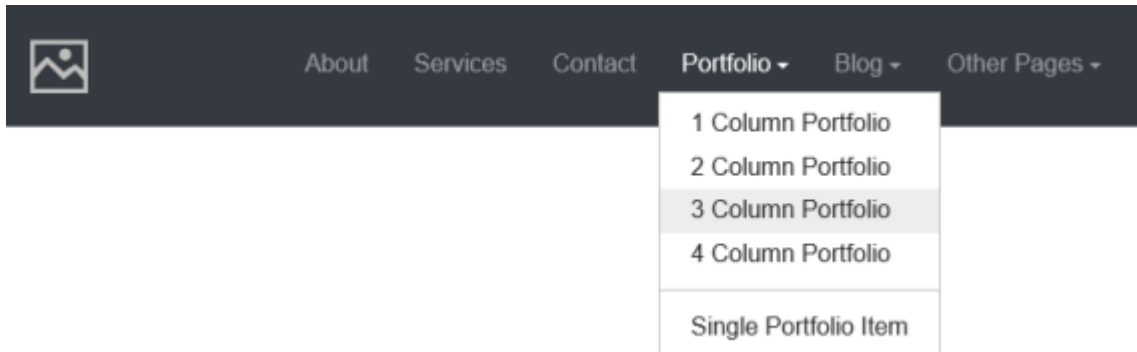 About Services Contact Portfolio Blog Other Pages
1 Column Portfolio
2 Column Portfolio
3 Column Portfolio
4 Column Portfolio
Single Portfolio Item